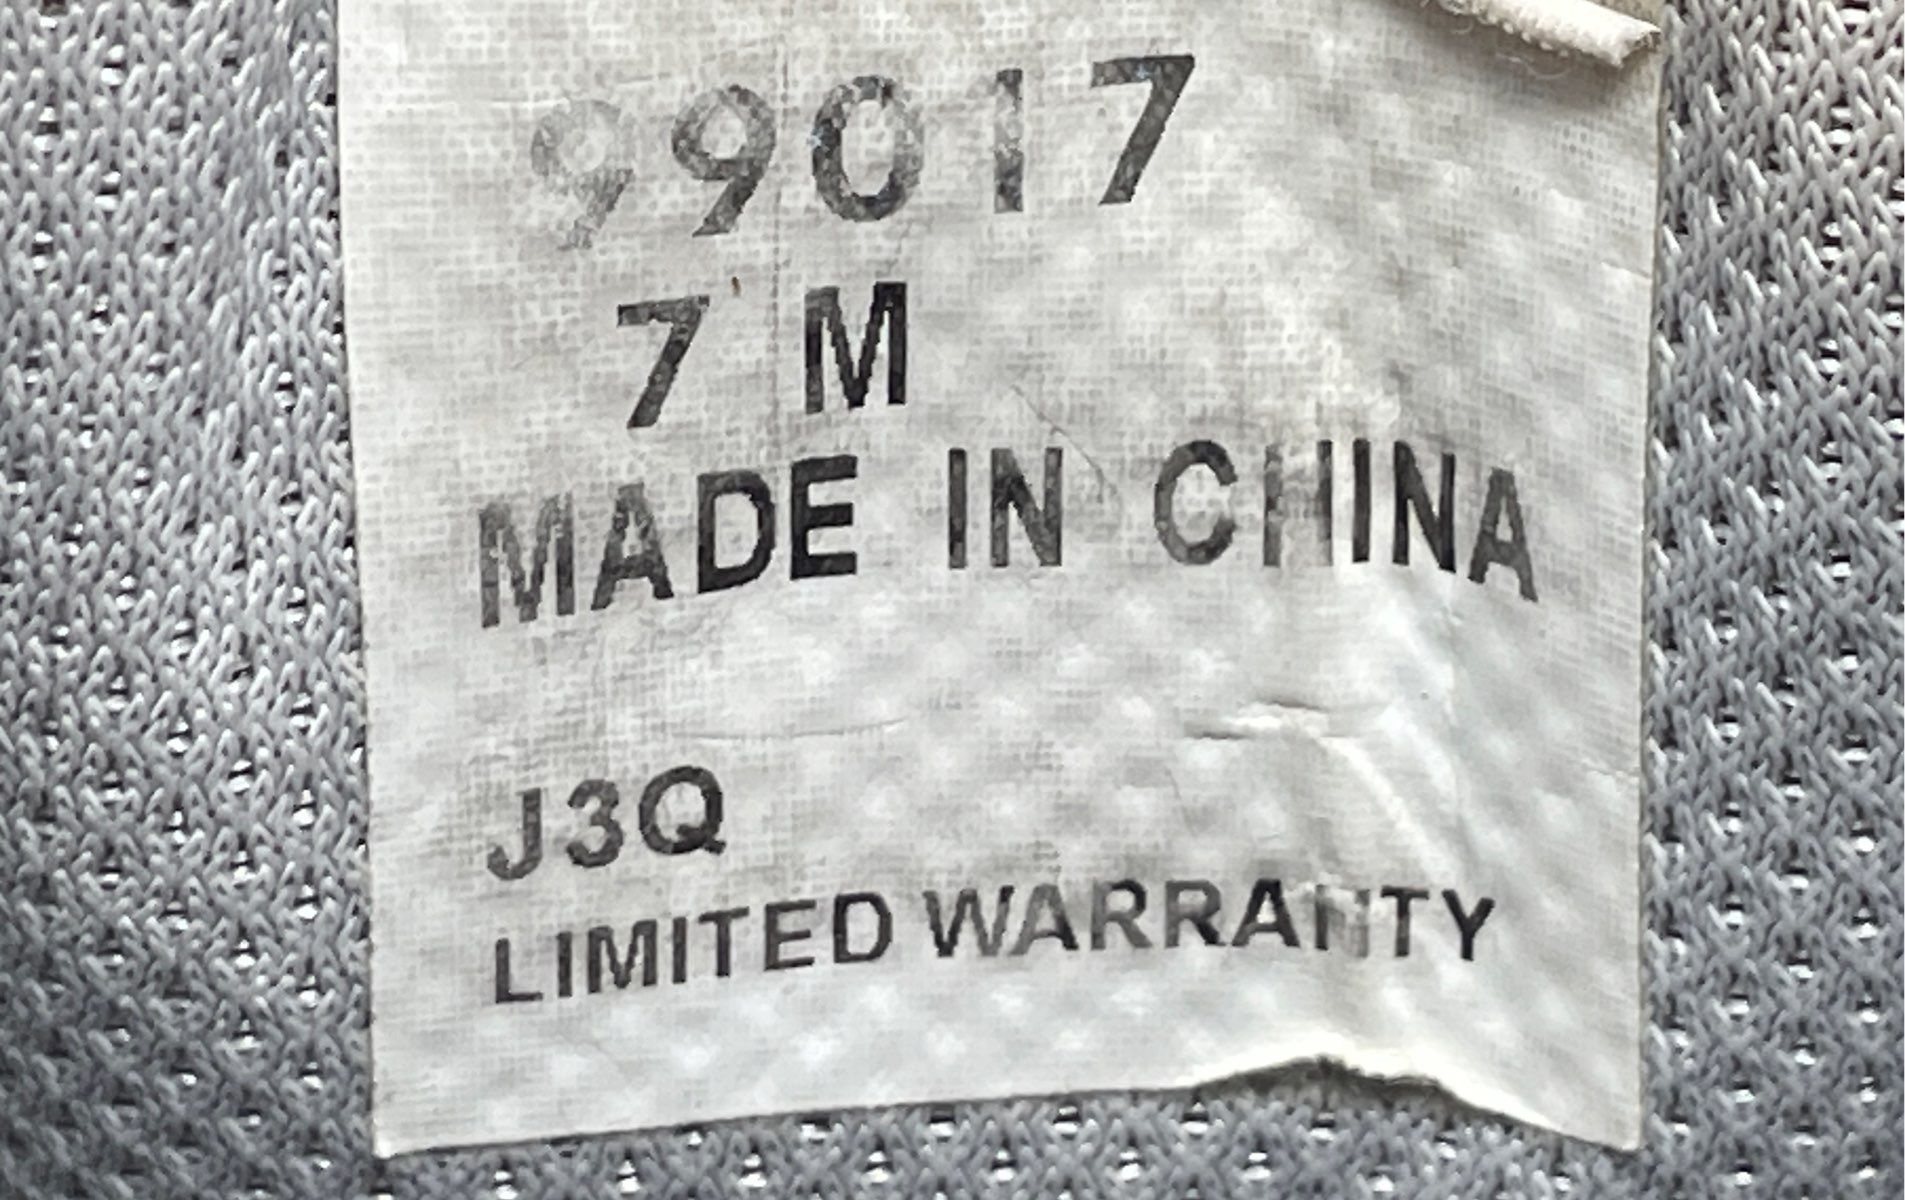 99017
7 M
MADE IN CHINA
J3Q
LIMITED WARRANTY